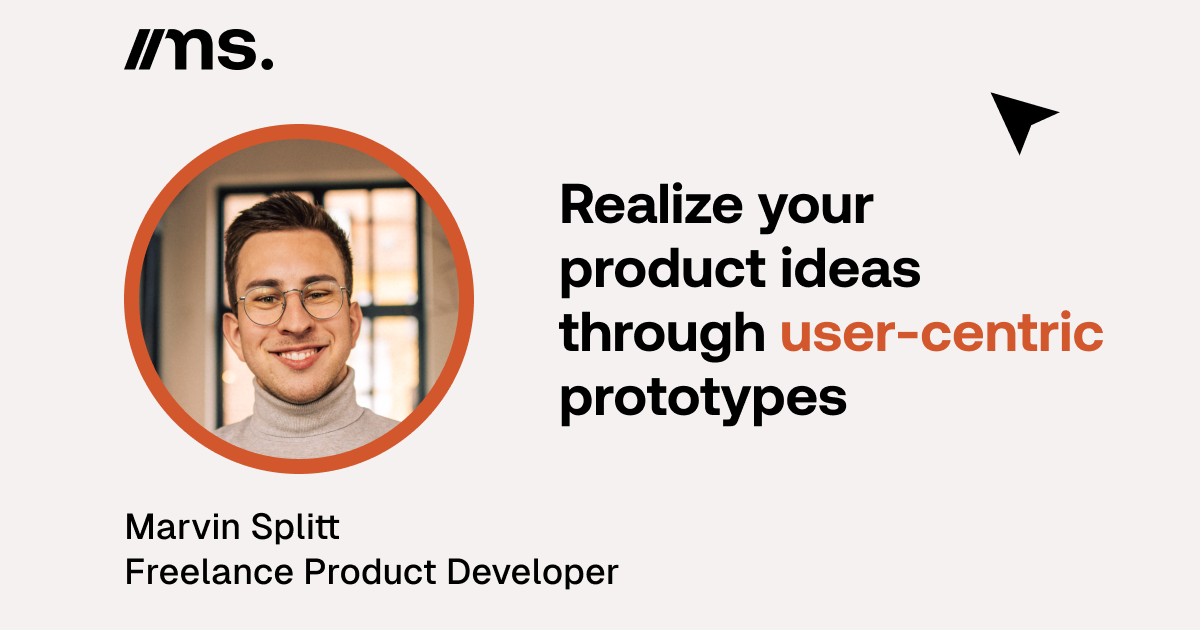 //ms.
Realize your
product ideas
through user-centric
prototypes
Marvin Splitt
Freelance Product Developer